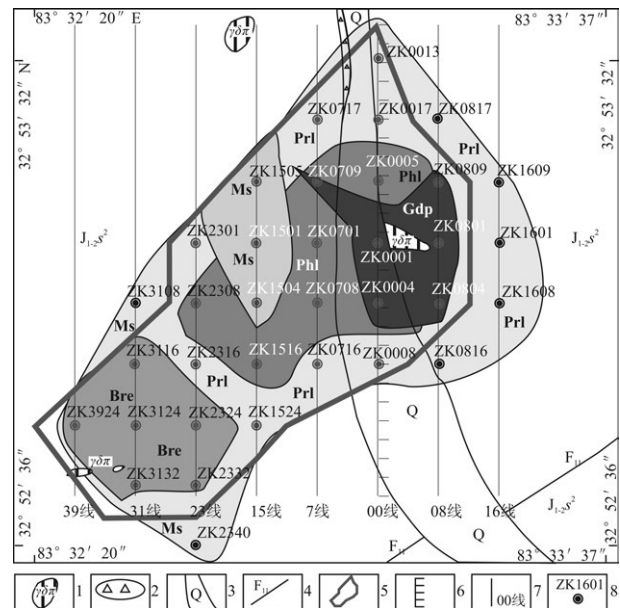 83° 32′ 20″ E
Q
83° 33′ 37″
γδπ
32° 53′ 32″ N
32° 53′ 32″
ZK0013
ZK0717
ZK0017
ZK0817
Prl
Prl
ZK1505
ZK0709
ZK0005
Phl
ZK0809
ZK1609
Ms
Gdp
J₁₋₂s²
ZK2301
ZK1501
ZK0701
γδπ
ZK0801
ZK1601
J₁₋₂s²
Ms
Phl
ZK0001
ZK3108
ZK2308
ZK1504
ZK0708
ZK0004
ZK0804
ZK1608
Ms
Prl
ZK3116
ZK2316
ZK1516
ZK0716
ZK0008
ZK0816
Bre
Prl
Prl
ZK3924
ZK3124
ZK2324
ZK1524
Q
Bre
γδπ
ZK3132
ZK2332
F₁₁
32° 52′ 36″
32° 52′ 36″
39线
31线
23线
15线
7线
00线
08线
16线
J₁₋₂s²
Ms
ZK2340
Q
F₁₁
83° 32′ 20″
83° 33′ 37″
γδπ 1
2
Q 3
F₁₁ 4
5
6
00线 7
ZK1601 8